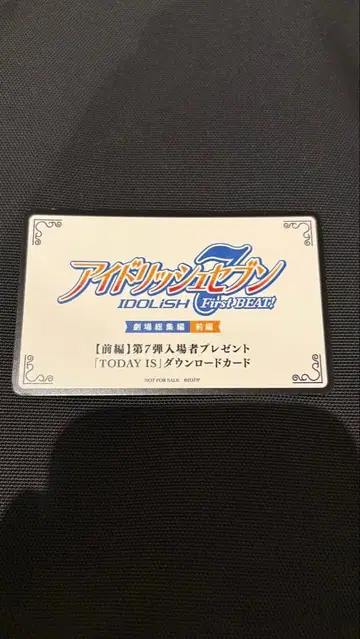 アイドリッシュセブン
IDOLiSH 7 First BEAT!
劇場総集編 前編
【前編】第7弾入場者プレゼント
「TODAY IS」ダウンロードカード
NOT FOR SALE